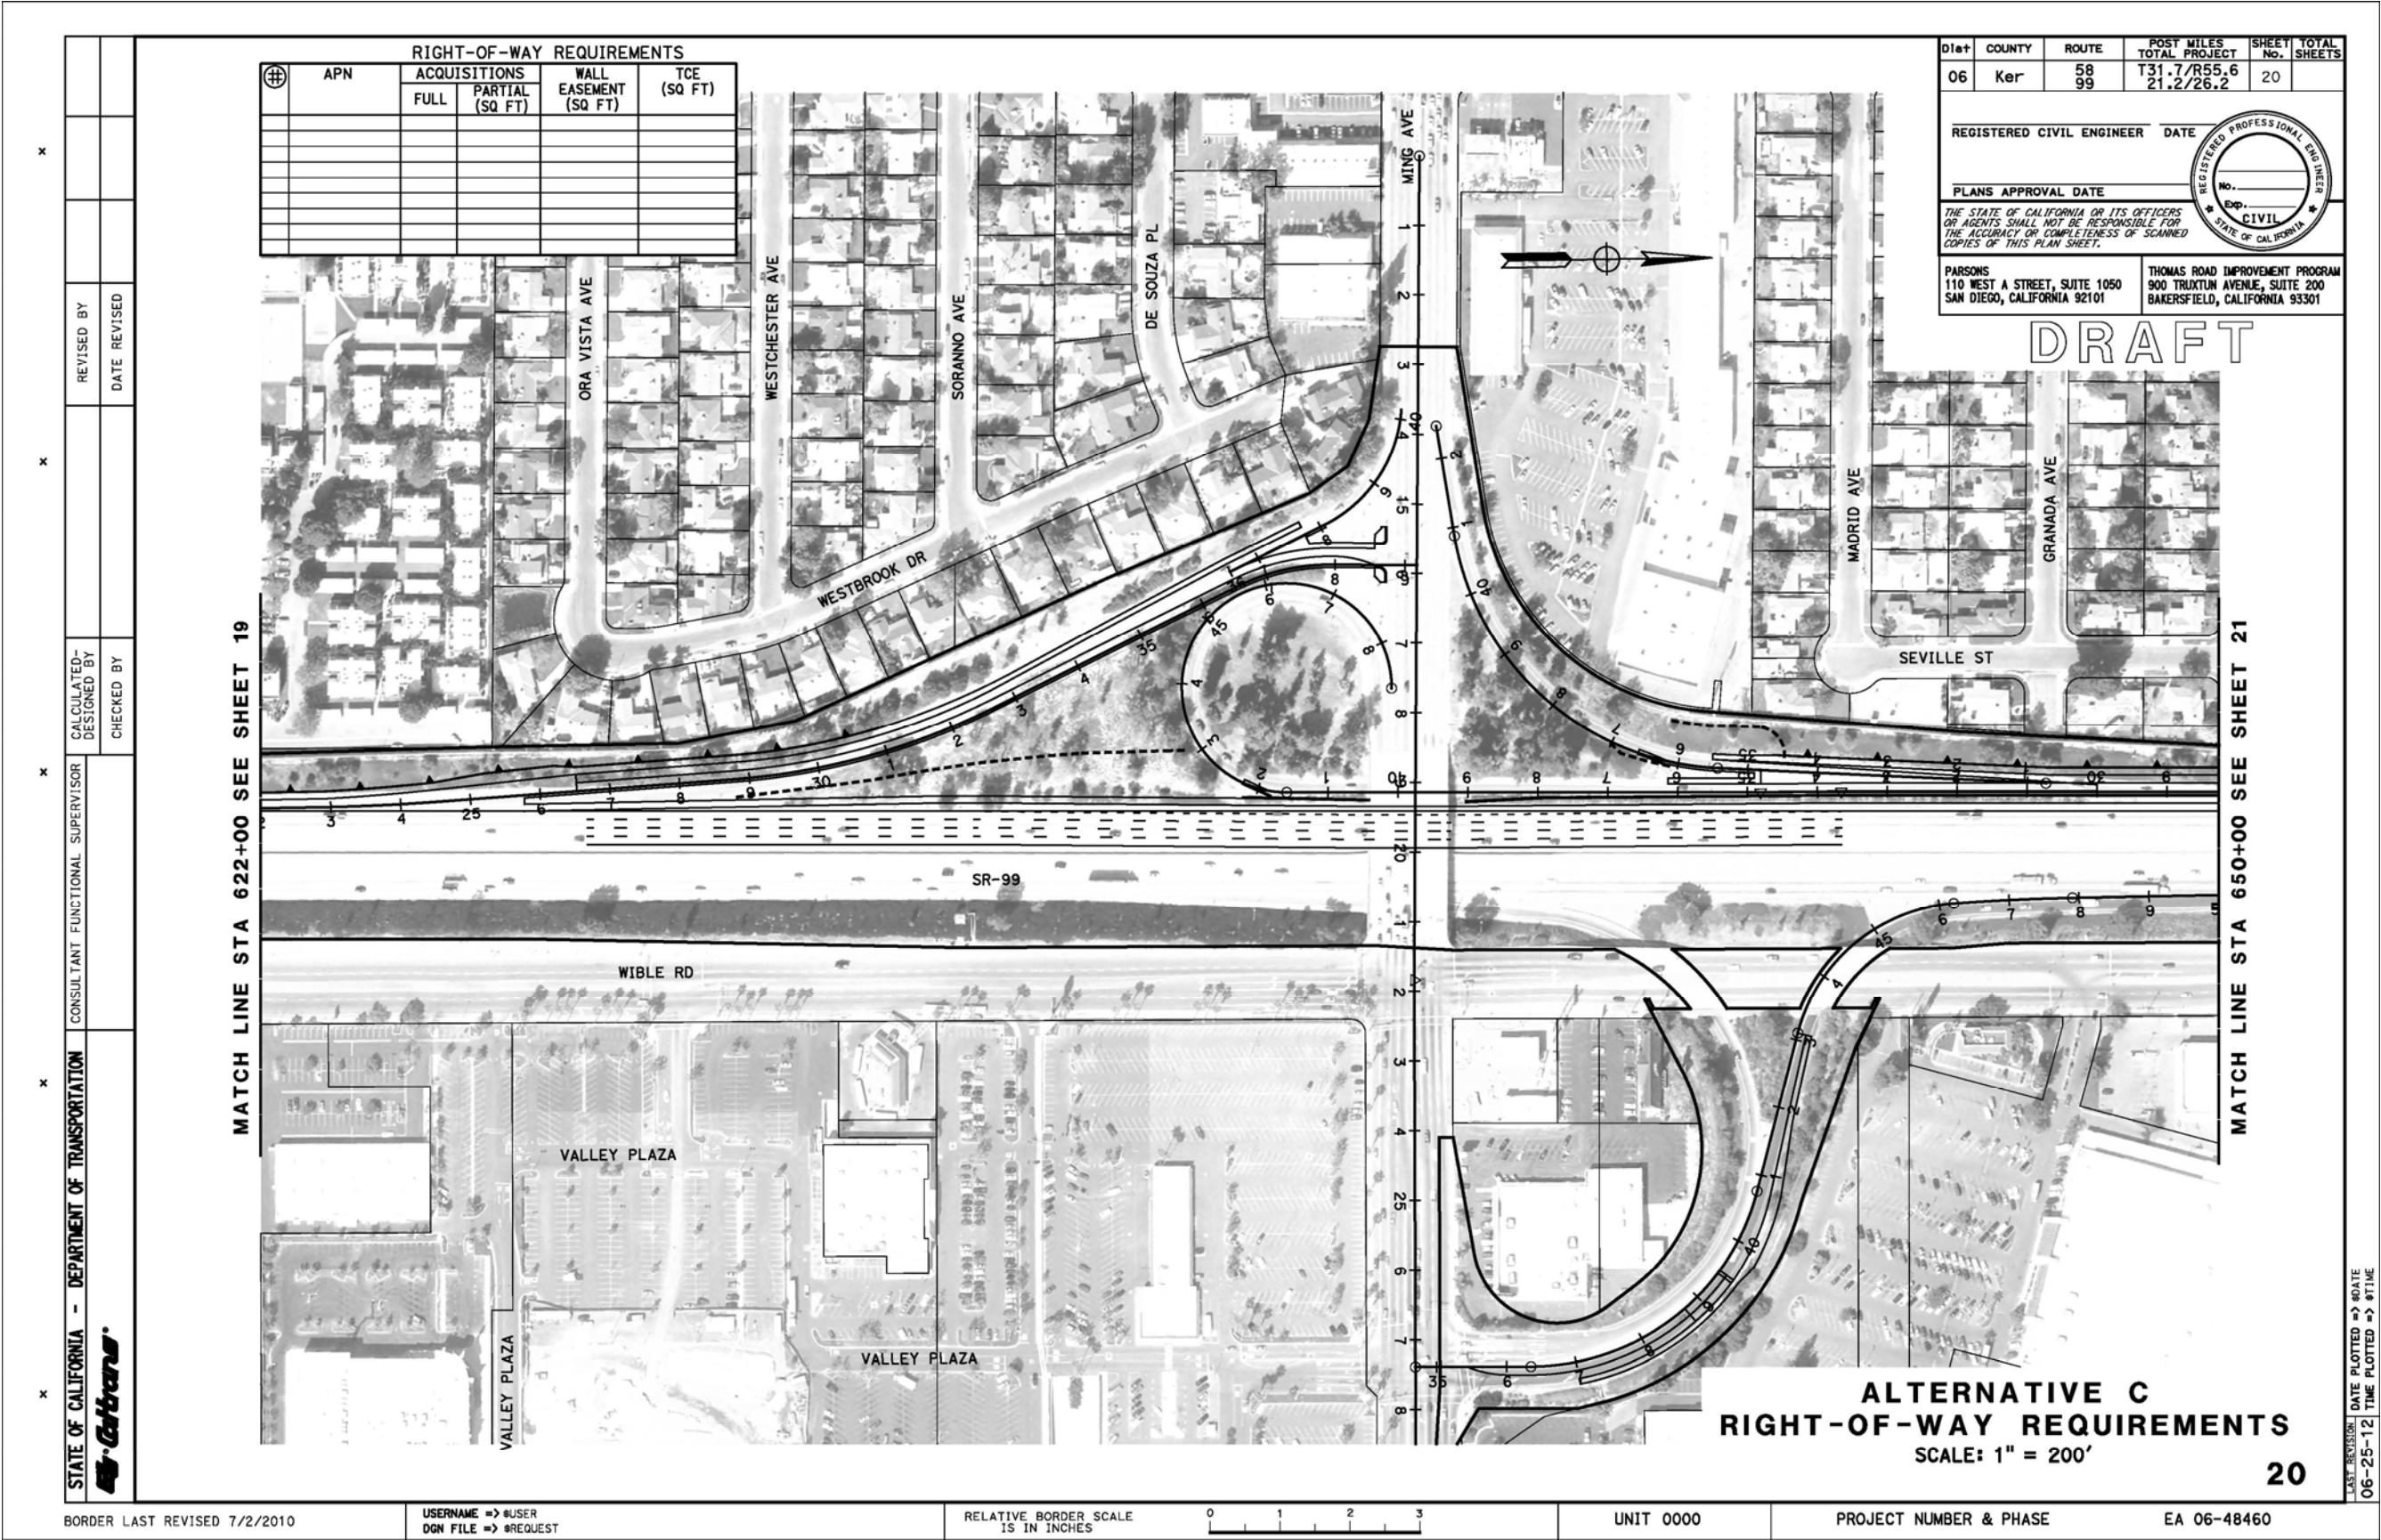 RIGHT-OF-WAY REQUIREMENTS
#
APN
ACQUISITIONS
FULL
PARTIAL
(SQ FT)
WALL
EASEMENT
(SQ FT)
TCE
(SQ FT)
Dist
COUNTY
ROUTE
POST MILES
TOTAL PROJECT
SHEET
No.
TOTAL
SHEETS
06
Ker
58
99
T31.7/R55.6
21.2/26.2
20
REGISTERED CIVIL ENGINEER
DATE
PLANS APPROVAL DATE
THE STATE OF CALIFORNIA OR ITS OFFICERS
OR AGENTS SHALL NOT BE RESPONSIBLE FOR
THE ACCURACY OR COMPLETENESS OF SCANNED
COPIES OF THIS PLAN SHEET.
REGISTERED PROFESSIONAL ENGINEER
No.
Exp.
CIVIL
STATE OF CALIFORNIA
PARSONS
110 WEST A STREET, SUITE 1050
SAN DIEGO, CALIFORNIA 92101
THOMAS ROAD IMPROVEMENT PROGRAM
900 TRUXTUN AVENUE, SUITE 200
BAKERSFIELD, CALIFORNIA 93301
DRAFT
REVISED BY
DATE REVISED
CALCULATED-
DESIGNED BY
CHECKED BY
CONSULTANT FUNCTIONAL SUPERVISOR
STATE OF CALIFORNIA - DEPARTMENT OF TRANSPORTATION
Caltrans
MATCH LINE STA 622+00 SEE SHEET 19
ORA VISTA AVE
WESTCHESTER AVE
SORANNO AVE
DE SOUZA PL
MING AVE
WESTBROOK DR
MADRID AVE
GRANADA AVE
SEVILLE ST
MATCH LINE STA 650+00 SEE SHEET 21
SR-99
WIBLE RD
VALLEY PLAZA
VALLEY PLAZA
VALLEY PLAZA
ALTERNATIVE C
RIGHT-OF-WAY REQUIREMENTS
SCALE: 1" = 200'
20
LAST REVISION
06-25-12
DATE PLOTTED => $DATE
TIME PLOTTED => $TIME
BORDER LAST REVISED 7/2/2010
USERNAME => $USER
DGN FILE => $REQUEST
RELATIVE BORDER SCALE
IS IN INCHES
0 1 2 3
UNIT 0000
PROJECT NUMBER & PHASE
EA 06-48460